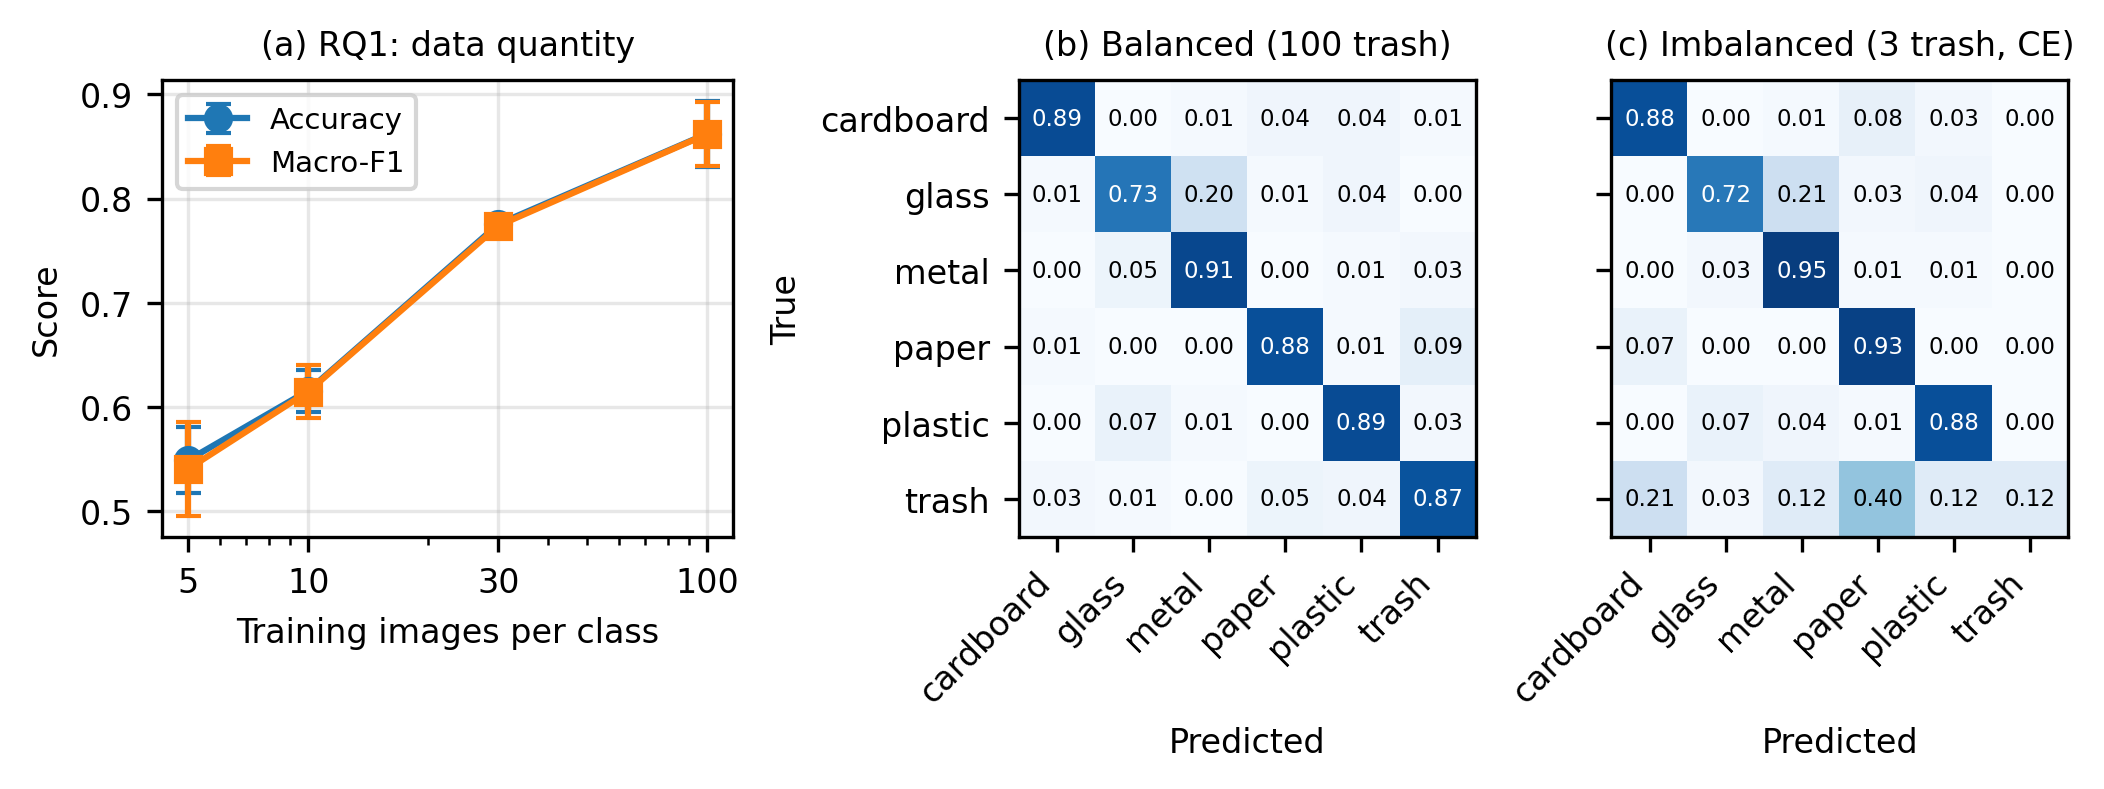 (a) RQ1: data quantity
0.9
0.8
0.7
0.6
0.5
Score
Accuracy
Macro-F1
5 10 30 100
Training images per class
(b) Balanced (100 trash)
True
cardboard 0.89 0.00 0.01 0.04 0.04 0.01
glass 0.01 0.73 0.20 0.01 0.04 0.00
metal 0.00 0.05 0.91 0.00 0.01 0.03
paper 0.01 0.00 0.00 0.88 0.01 0.09
plastic 0.00 0.07 0.01 0.00 0.89 0.03
trash 0.03 0.01 0.00 0.05 0.04 0.87
cardboard glass metal paper plastic trash
Predicted
(c) Imbalanced (3 trash, CE)
0.88 0.00 0.01 0.08 0.03 0.00
0.00 0.72 0.21 0.03 0.04 0.00
0.00 0.03 0.95 0.01 0.01 0.00
0.07 0.00 0.00 0.93 0.00 0.00
0.00 0.07 0.04 0.01 0.88 0.00
0.21 0.03 0.12 0.40 0.12 0.12
cardboard glass metal paper plastic trash
Predicted